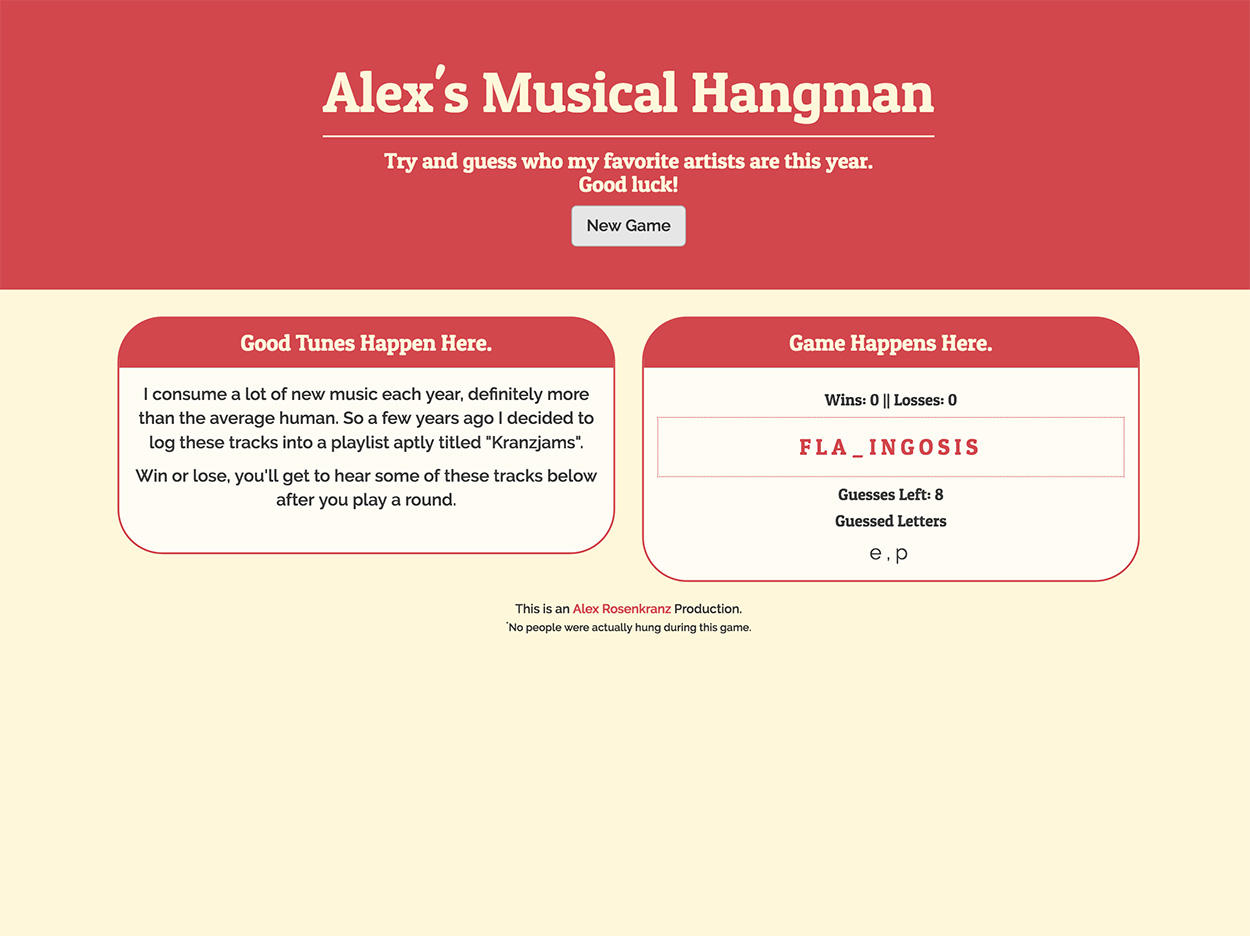 Alex's Musical Hangman
Try and guess who my favorite artists are this year.
Good luck!
New Game
Good Tunes Happen Here.
I consume a lot of new music each year, definitely more
than the average human. So a few years ago I decided to
log these tracks into a playlist aptly titled "Kranzjams".
Win or lose, you'll get to hear some of these tracks below
after you play a round.
Game Happens Here.
Wins: 0 || Losses: 0
FLA_INGOSIS
Guesses Left: 8
Guessed Letters
e , p
This is an Alex Rosenkranz Production.
*No people were actually hung during this game.